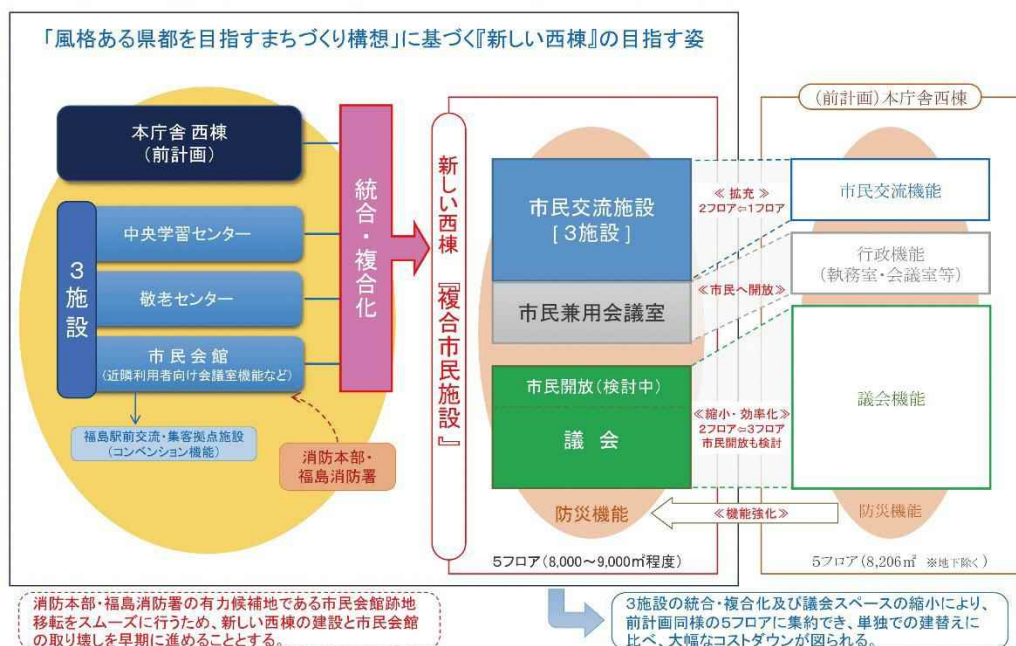 「風格ある県都を目指すまちづくり構想」に基づく『新しい西棟』の目指す姿
本庁舎 西棟
(前計画)
3施設
中央学習センター
敬老センター
市民会館
(近隣利用者向け会議室機能など)
福島駅前交流・集客拠点施設
(コンベンション機能)
消防本部・
福島消防署
統合・複合化
新しい西棟『複合市民施設』
市民交流施設
[3施設]
市民兼用会議室
市民開放(検討中)
議会
防災機能
5フロア(8,000～9,000㎡程度)
≪ 拡充 ≫
2フロア⇦1フロア
≪市民へ開放≫
≪縮小・効率化≫
2フロア⇦3フロア
市民開放も検討
≪機能強化≫
(前計画)本庁舎西棟
市民交流機能
行政機能
(執務室・会議室等)
議会機能
防災機能
5フロア(8,206㎡ ※地下除く)
消防本部・福島消防署の有力候補地である市民会館跡地
移転をスムーズに行うため、新しい西棟の建設と市民会館
の取り壊しを早期に進めることとする。
3施設の統合・複合化及び議会スペースの縮小により、
前計画同様の5フロアに集約でき、単独での建替えに
比べ、大幅なコストダウンが図られる。